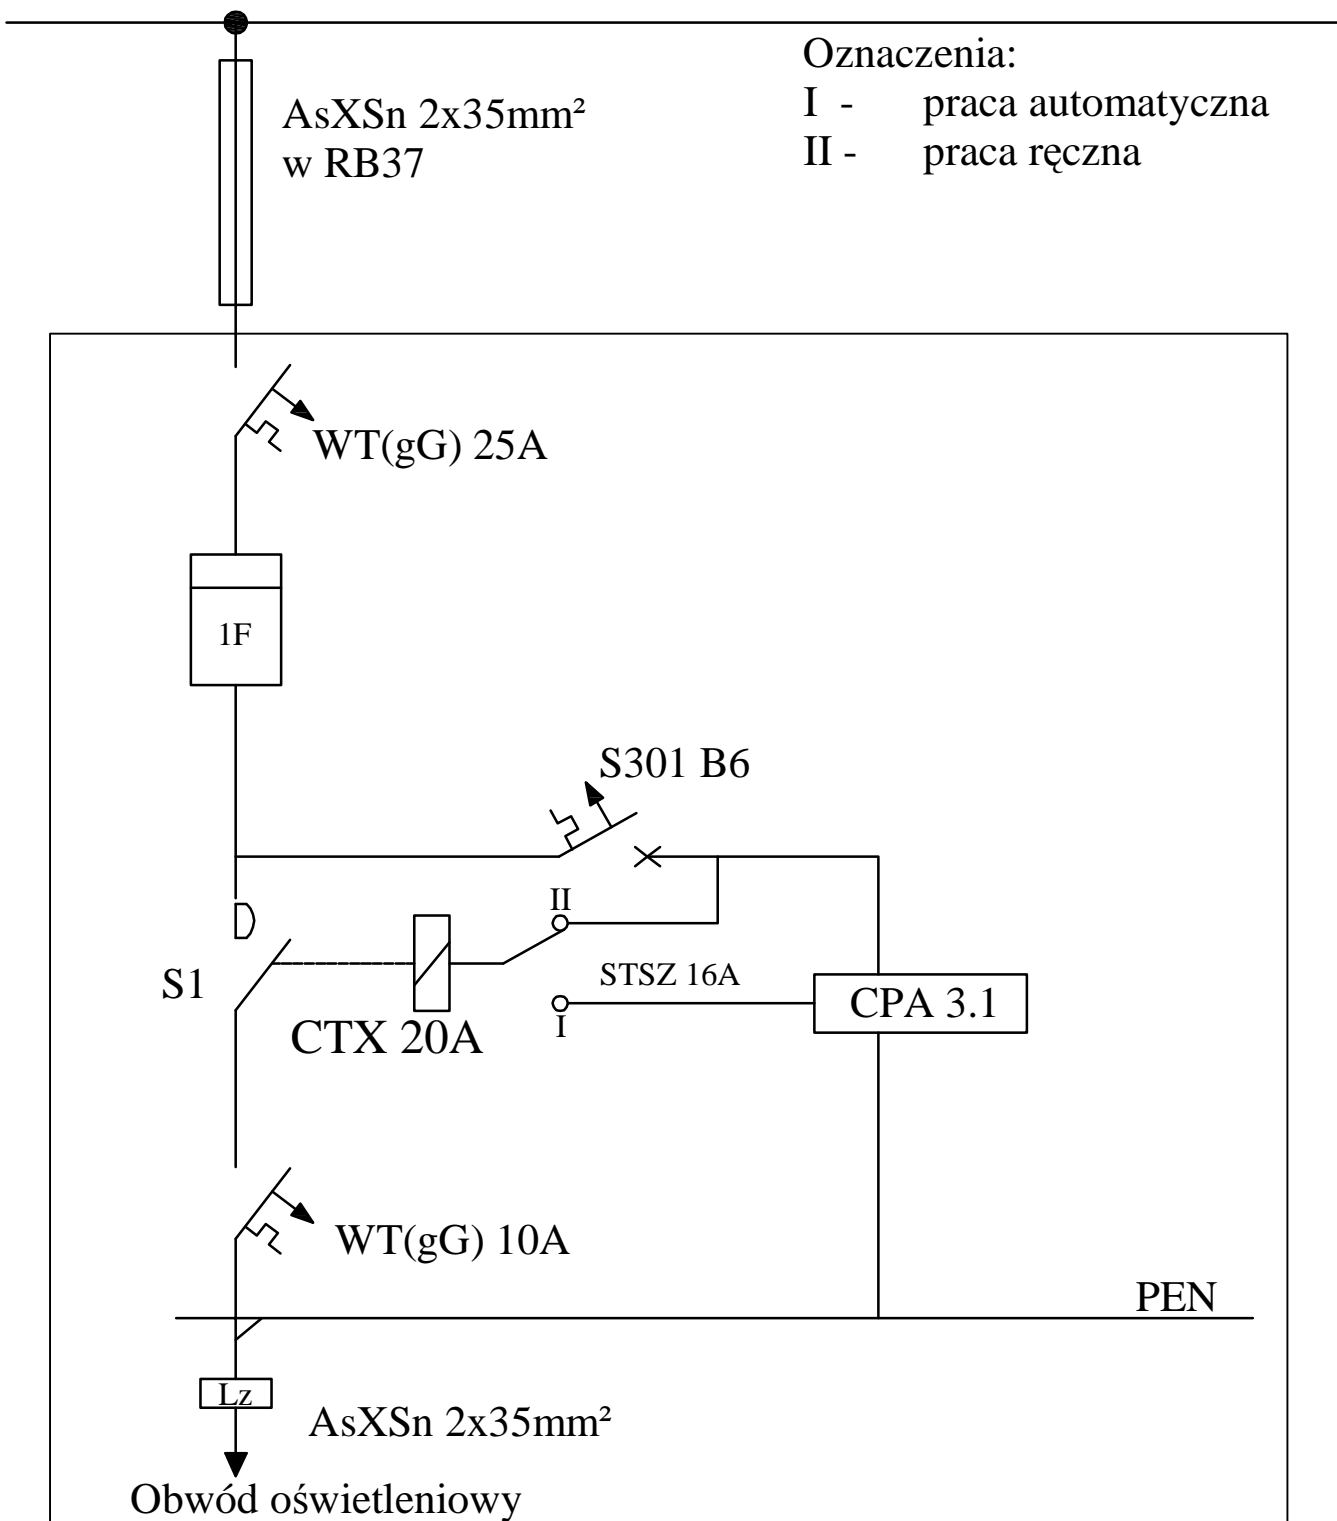 Oznaczenia:
I - praca automatyczna
II - praca ręczna
AsXSn 2x35mm²
w RB37
WT(gG) 25A
1F
S301 B6
II
S1
STSZ 16A
CPA 3.1
I
CTX 20A
WT(gG) 10A
PEN
Lz
AsXSn 2x35mm²
Obwód oświetleniowy